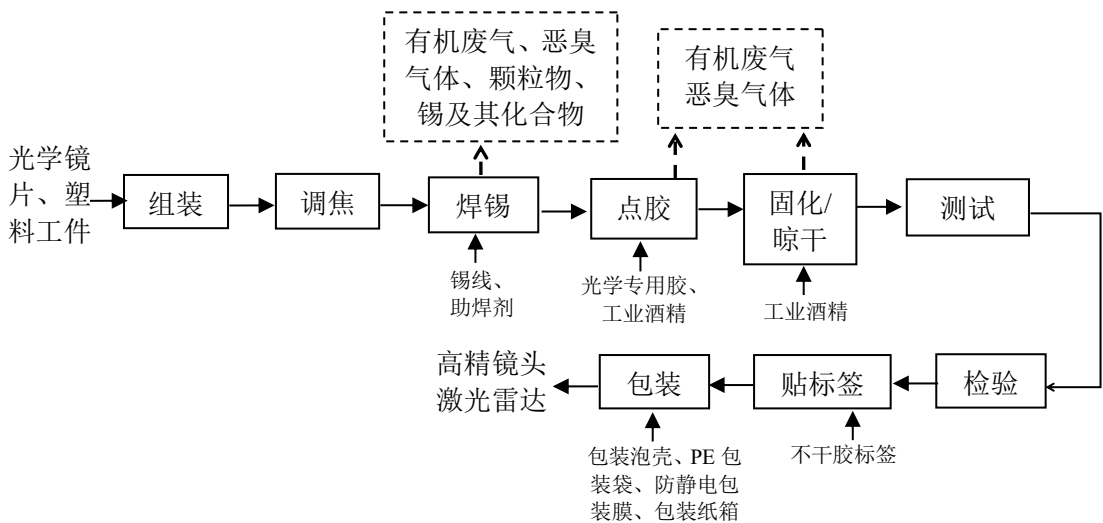 有机废气、恶臭
气体、颗粒物、
锡及其化合物
有机废气
恶臭气体
光学镜
片、塑
料工件
组装
调焦
焊锡
点胶
固化/
晾干
测试
锡线、
助焊剂
光学专用胶、
工业酒精
工业酒精
高精镜头
激光雷达
包装
贴标签
检验
包装泡壳、PE 包
装袋、防静电包
装膜、包装纸箱
不干胶标签